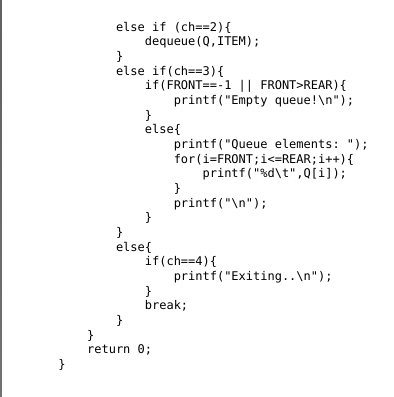 else if (ch==2){
dequeue(Q,ITEM);
}
else if(ch==3){
if(FRONT==-1 || FRONT>REAR){
printf("Empty queue!\n");
}
else{
printf("Queue elements: ");
for(i=FRONT;i<=REAR;i++){
printf("%d\t",Q[i]);
}
printf("\n");
}
}
else{
if(ch==4){
printf("Exiting..\n");
}
break;
}
}
return 0;
}